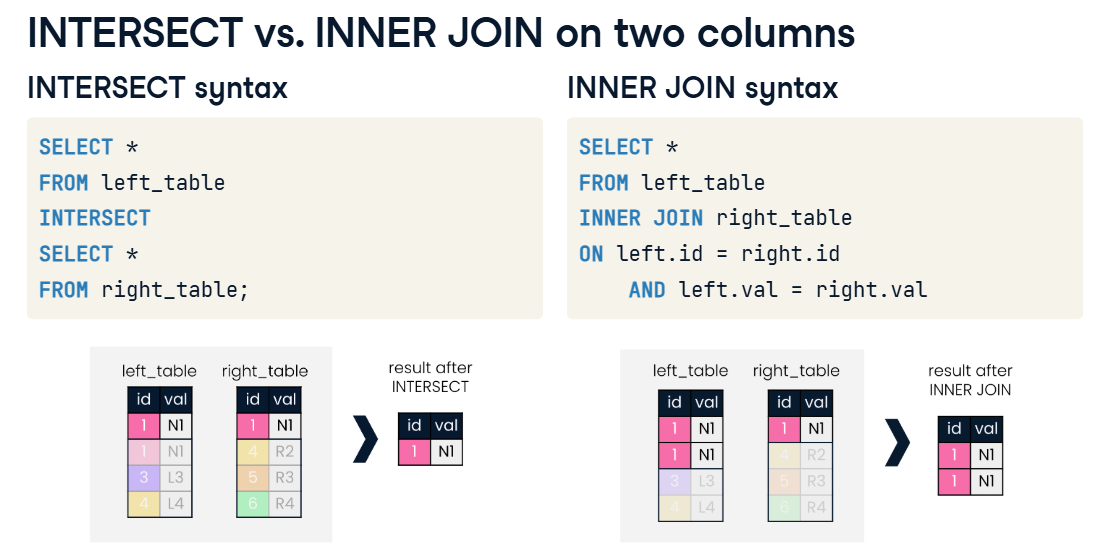 INTERSECT vs. INNER JOIN on two columns
INTERSECT syntax
SELECT *
FROM left_table
INTERSECT
SELECT *
FROM right_table;
INNER JOIN syntax
SELECT *
FROM left_table
INNER JOIN right_table
ON left.id = right.id
AND left.val = right.val
left_table
id val
1 N1
1 N1
3 L3
4 L4
right_table
id val
1 N1
4 R2
5 R3
6 R4
result after
INTERSECT
id val
1 N1
left_table
id val
1 N1
1 N1
3 L3
4 L4
right_table
id val
1 N1
4 R2
5 R3
6 R4
result after
INNER JOIN
id val
1 N1
1 N1